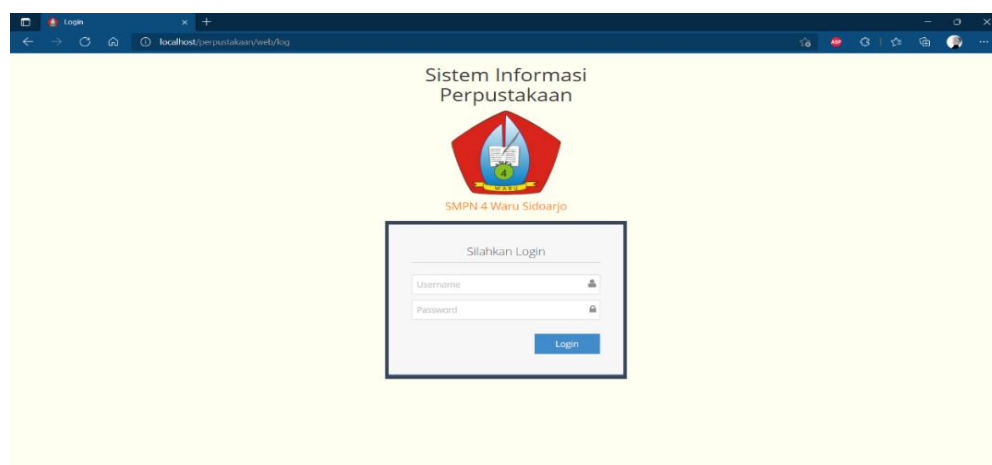 Login
localhost/perpustakaan/web/log
ABP
Sistem Informasi
Perpustakaan
4
WARU
SMPN 4 Waru Sidoarjo
Silahkan Login
Username
Password
Login